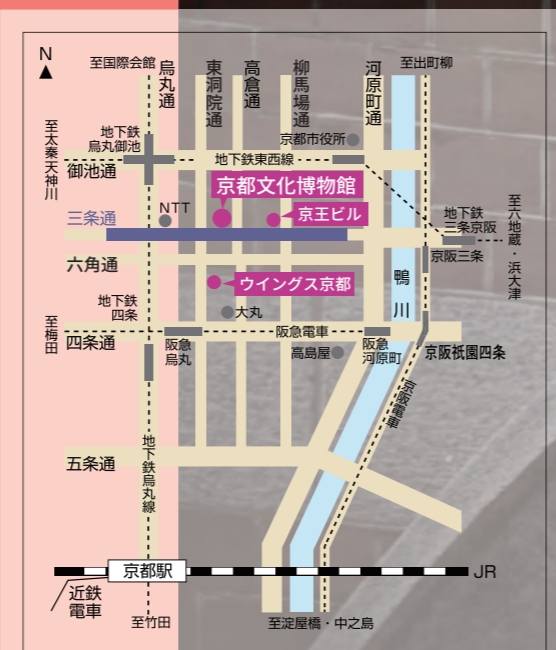 N
至国際会館
烏丸通
東洞院通
高倉通
柳馬場通
河原町通
至出町柳
至太秦天神川
地下鉄
烏丸御池
京都市役所
地下鉄東西線
御池通
京都文化博物館
NTT
京王ビル
三条通
地下鉄
三条京阪
至六地蔵・浜大津
六角通
京阪三条
ウイングス京都
鴨川
地下鉄
四条
大丸
至梅田
四条通
阪急電車
阪急
烏丸
高島屋
阪急
河原町
京阪祇園四条
京阪電車
五条通
地下鉄烏丸線
京都駅
JR
近鉄
電車
至竹田
至淀屋橋・中之島